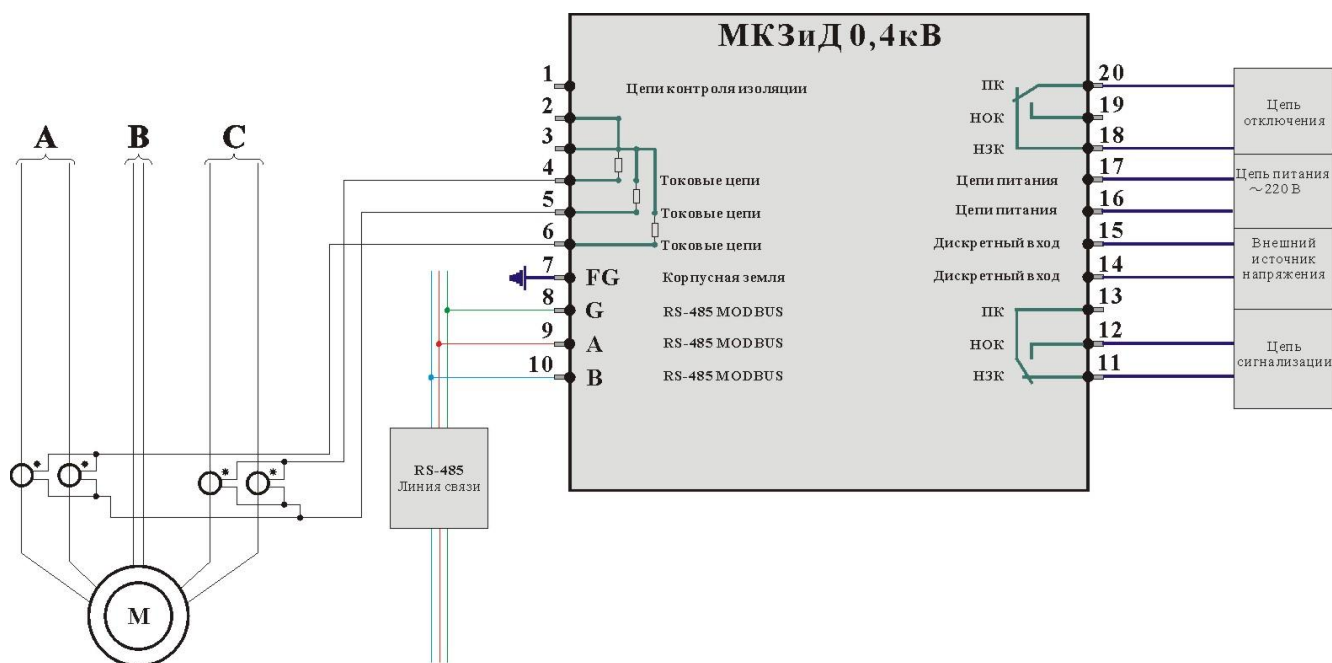 МКЗиД 0,4кВ
А В С
1
Цепи контроля изоляции
2
3
4
Токовые цепи
5
Токовые цепи
6
Токовые цепи
7
FG
Корпусная земля
8
G
RS-485 MODBUS
9
A
RS-485 MODBUS
10
B
RS-485 MODBUS
ПК
20
НОК
19
НЗК
18
Цепи питания
17
Цепи питания
16
Дискретный вход
15
Дискретный вход
14
ПК
13
НОК
12
НЗК
11
Цепь
отключения
Цепь питания
~220 В
Внешний
источник
напряжения
Цепь
сигнализации
* * * *
RS-485
Линия связи
М